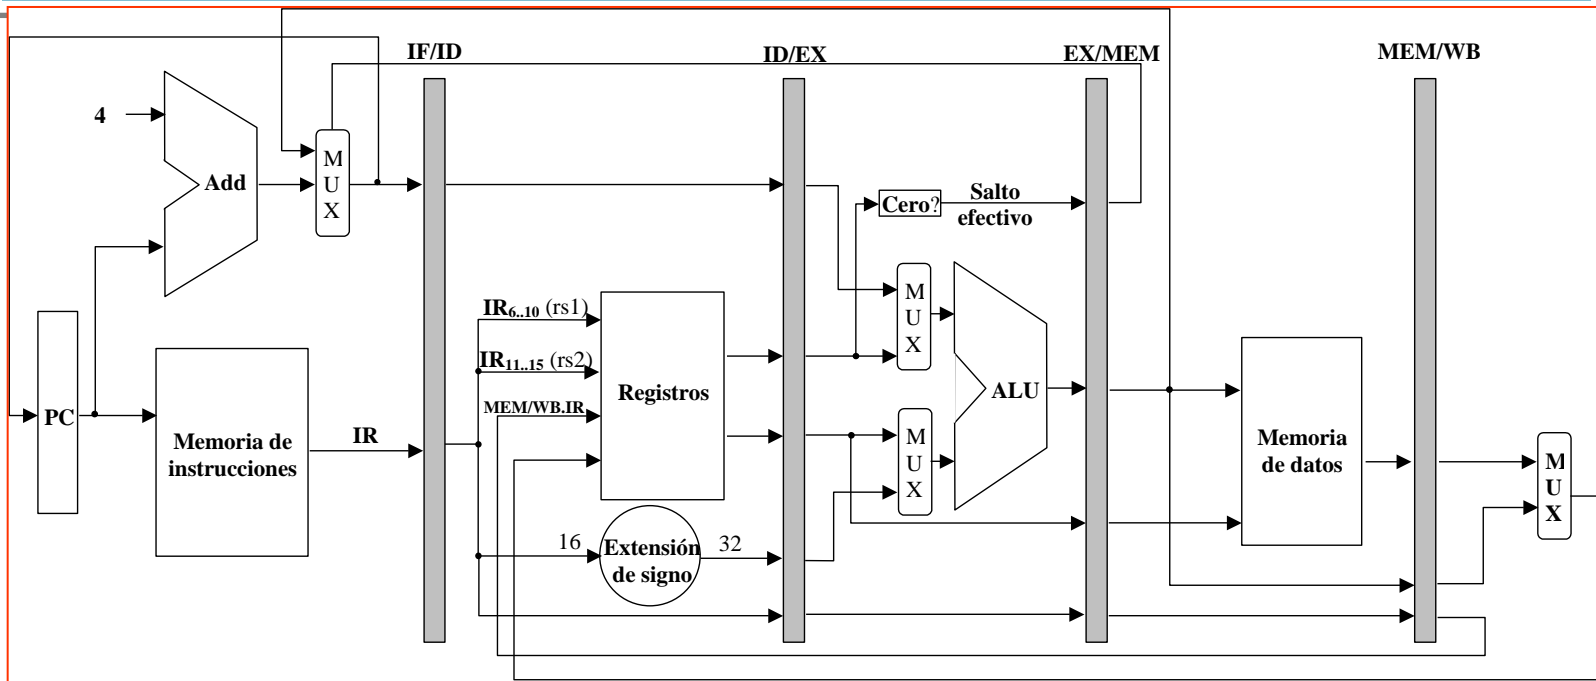 IF/ID
ID/EX
EX/MEM
MEM/WB
4
Add
M
U
X
Cero?
Salto
efectivo
IR6..10 (rs1)
IR11..15 (rs2)
MEM/WB.IR
Registros
M
U
X
ALU
M
U
X
PC
Memoria de
instrucciones
IR
Memoria
de datos
M
U
X
16
Extensión
de signo
32